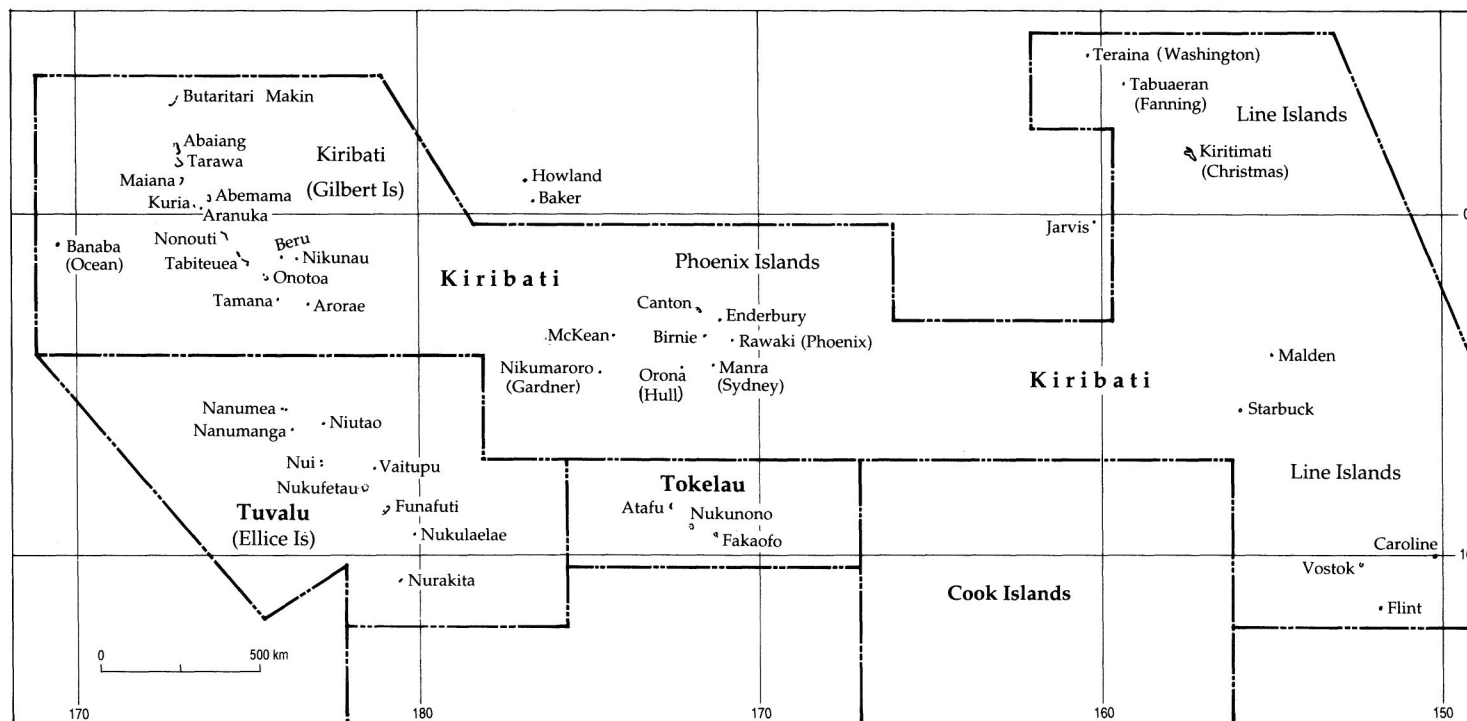 Teraina (Washington)
Tabuaeran
(Fanning)
Line Islands
Kiritimati
(Christmas)
Butaritari Makin
Abaiang
Tarawa
Kiribati
(Gilbert Is)
Maiana
Abemama
Kuria
Aranuka
Howland
Baker
0
Jarvis
Nonouti
Beru
Banaba
(Ocean)
Tabiteuea
Nikunau
Onotoa
Tamana
Arorae
Kiribati
Phoenix Islands
Canton
Enderbury
McKean
Birnie
Rawaki (Phoenix)
Nikumaroro
(Gardner)
Orona
(Hull)
Manra
(Sydney)
Kiribati
Malden
Starbuck
Nanumea
Niutao
Nanumanga
Nui
Vaitupu
Nukufetau
Funafuti
Tuvalu
(Ellice Is)
Nukulaelae
Nurakita
Tokelau
Atafu
Nukunono
Fakaofo
Line Islands
Caroline
Vostok
Flint
Cook Islands
0
500 km
170
180
170
160
150